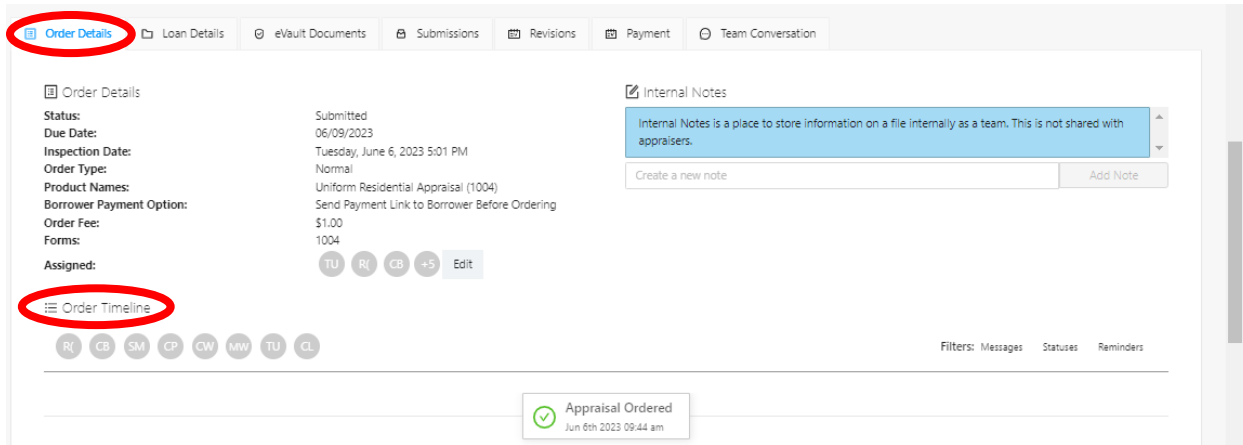 Order Details Loan Details eVault Documents Submissions Revisions Payment Team Conversation
Order Details
Status: Submitted
Due Date: 06/09/2023
Inspection Date: Tuesday, June 6, 2023 5:01 PM
Order Type: Normal
Product Names: Uniform Residential Appraisal (1004)
Borrower Payment Option: Send Payment Link to Borrower Before Ordering
Order Fee: $1.00
Forms: 1004
Assigned: TU R( CB +5 Edit
Internal Notes
Internal Notes is a place to store information on a file internally as a team. This is not shared with
appraisers.
Create a new note Add Note
Order Timeline
R( CB SM CP CW MW TU CL
Filters: Messages Statuses Reminders
Appraisal Ordered
Jun 6th 2023 09:44 am